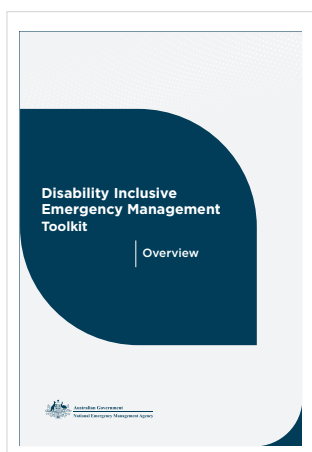 Disability Inclusive
Emergency Management
Toolkit
Overview
Australian Government
National Emergency Management Agency